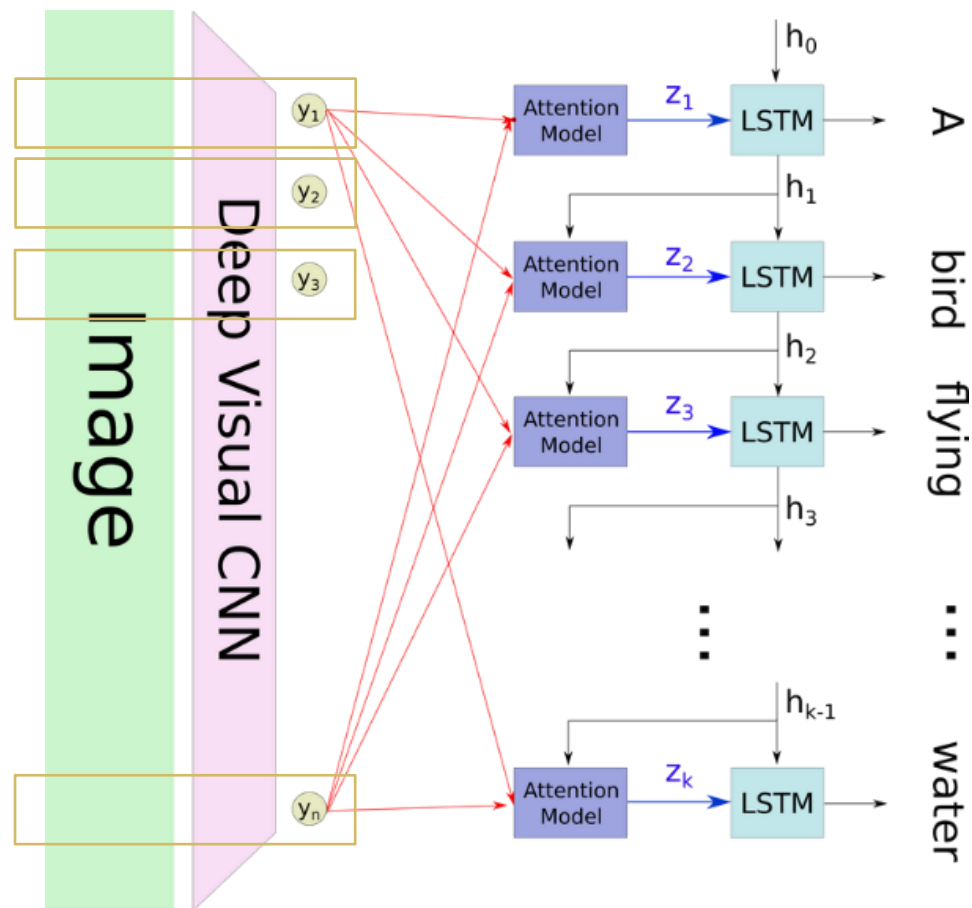 Image
Deep Visual CNN
y₁
y₂
y₃
yₙ
h₀
Attention
Model
z₁
LSTM
A
h₁
Attention
Model
z₂
LSTM
bird
h₂
Attention
Model
z₃
LSTM
flying
h₃
...
...
hₖ₋₁
Attention
Model
zₖ
LSTM
water